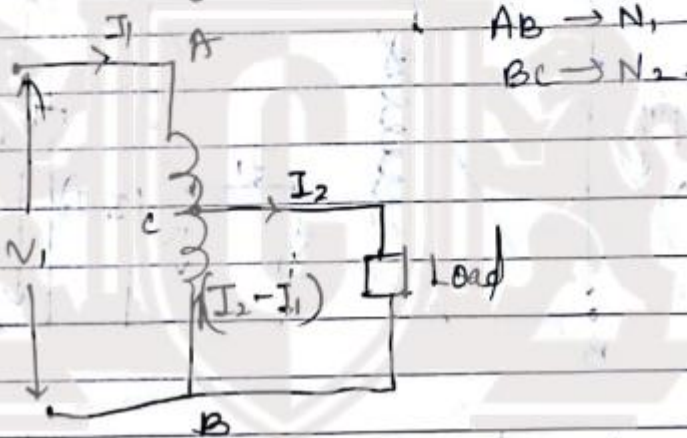 I₁ A
AB → N₁
BC → N₂
I₂
C
V₁
Load
(I₂ - I₁)
B